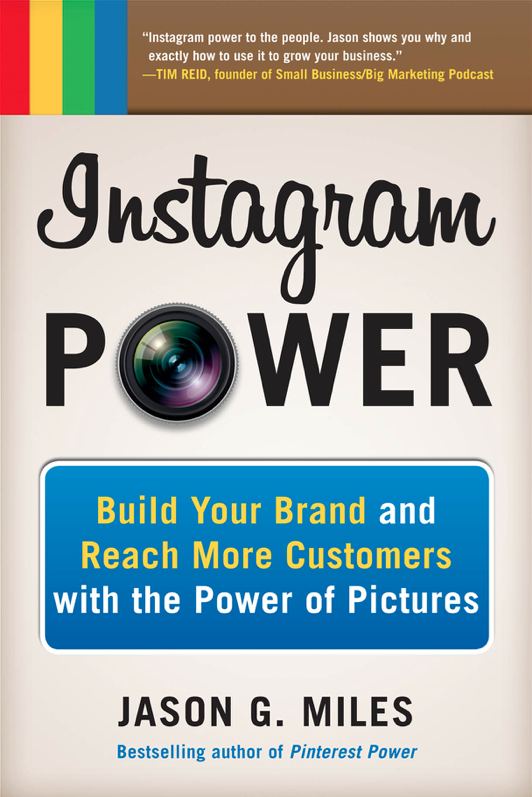 “Instagram power to the people. Jason shows you why and
exactly how to use it to grow your business.”
—TIM REID, founder of Small Business/Big Marketing Podcast
Instagram
POWER
Build Your Brand and
Reach More Customers
with the Power of Pictures
JASON G. MILES
Bestselling author of Pinterest Power